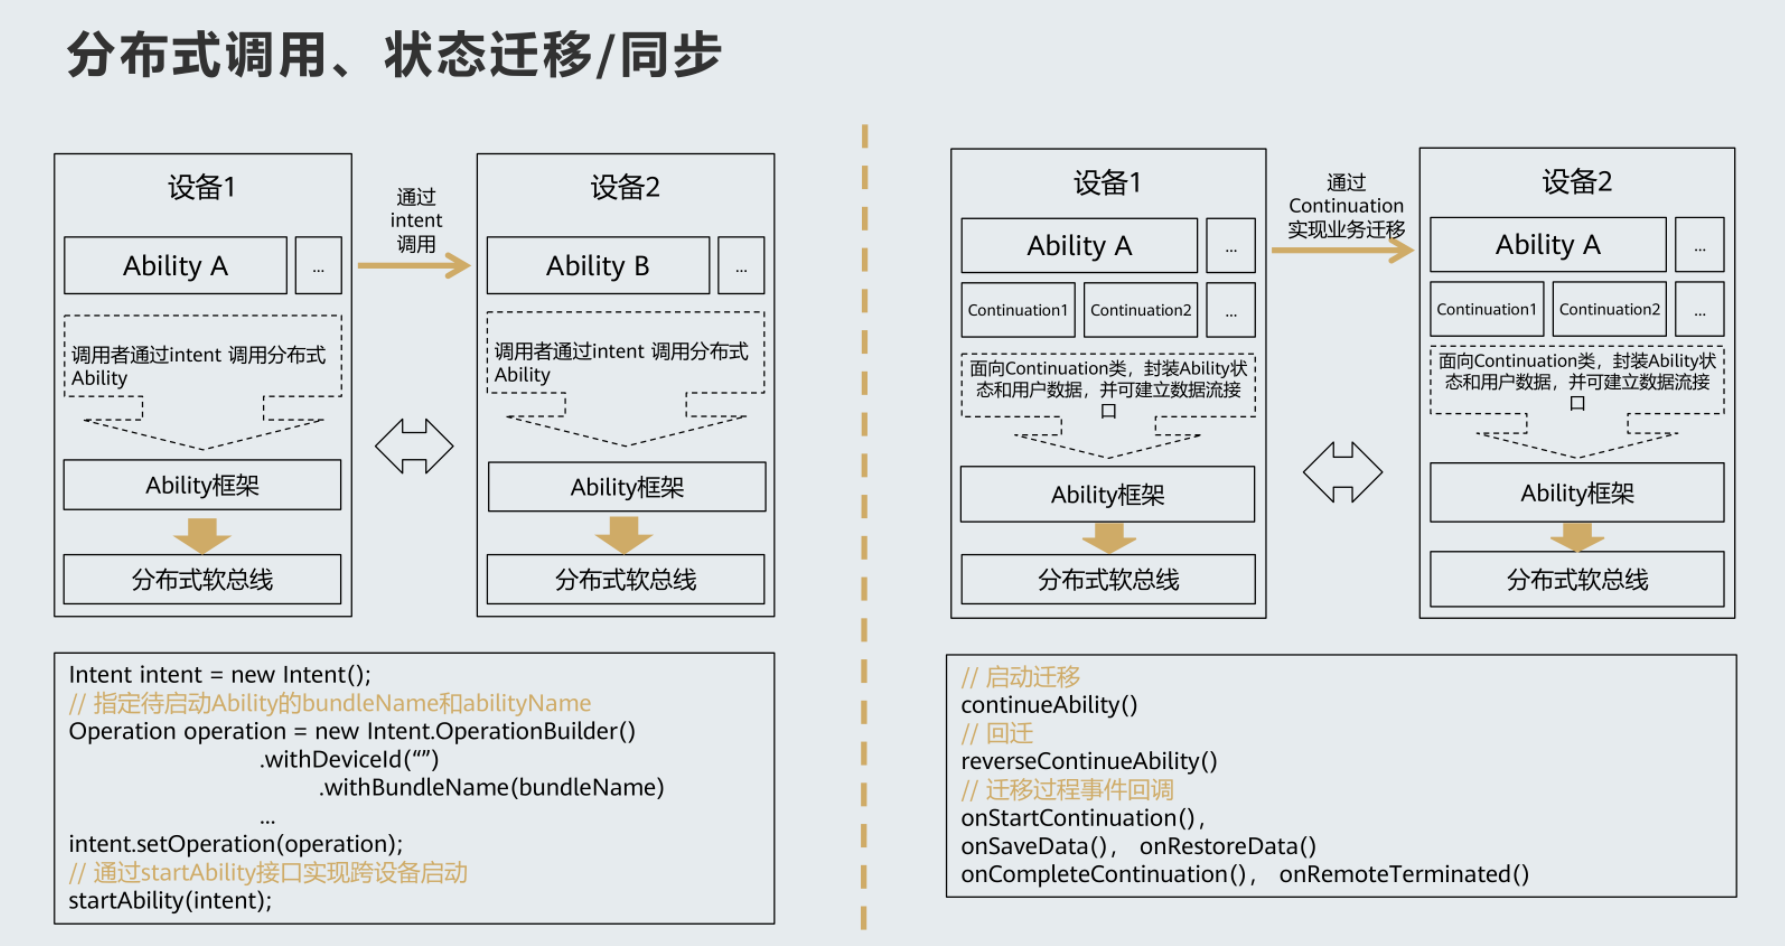 分布式调用、状态迁移/同步
设备1
Ability A
...
调用者通过intent 调用分布式
Ability
Ability框架
分布式软总线
通过
intent
调用
设备2
Ability B
...
调用者通过intent 调用分布式
Ability
Ability框架
分布式软总线
Intent intent = new Intent();
// 指定待启动Ability的bundleName和abilityName
Operation operation = new Intent.OperationBuilder()
.withDeviceId(“”)
.withBundleName(bundleName)
...
intent.setOperation(operation);
// 通过startAbility接口实现跨设备启动
startAbility(intent);
设备1
Ability A
...
Continuation1
Continuation2
...
面向Continuation类，封装Ability状
态和用户数据，并可建立数据流接
口
Ability框架
分布式软总线
通过
Continuation
实现业务迁移
设备2
Ability A
...
Continuation1
Continuation2
...
面向Continuation类，封装Ability状
态和用户数据，并可建立数据流接
口
Ability框架
分布式软总线
// 启动迁移
continueAbility()
// 回迁
reverseContinueAbility()
// 迁移过程事件回调
onStartContinuation()，
onSaveData()， onRestoreData()
onCompleteContinuation()， onRemoteTerminated()